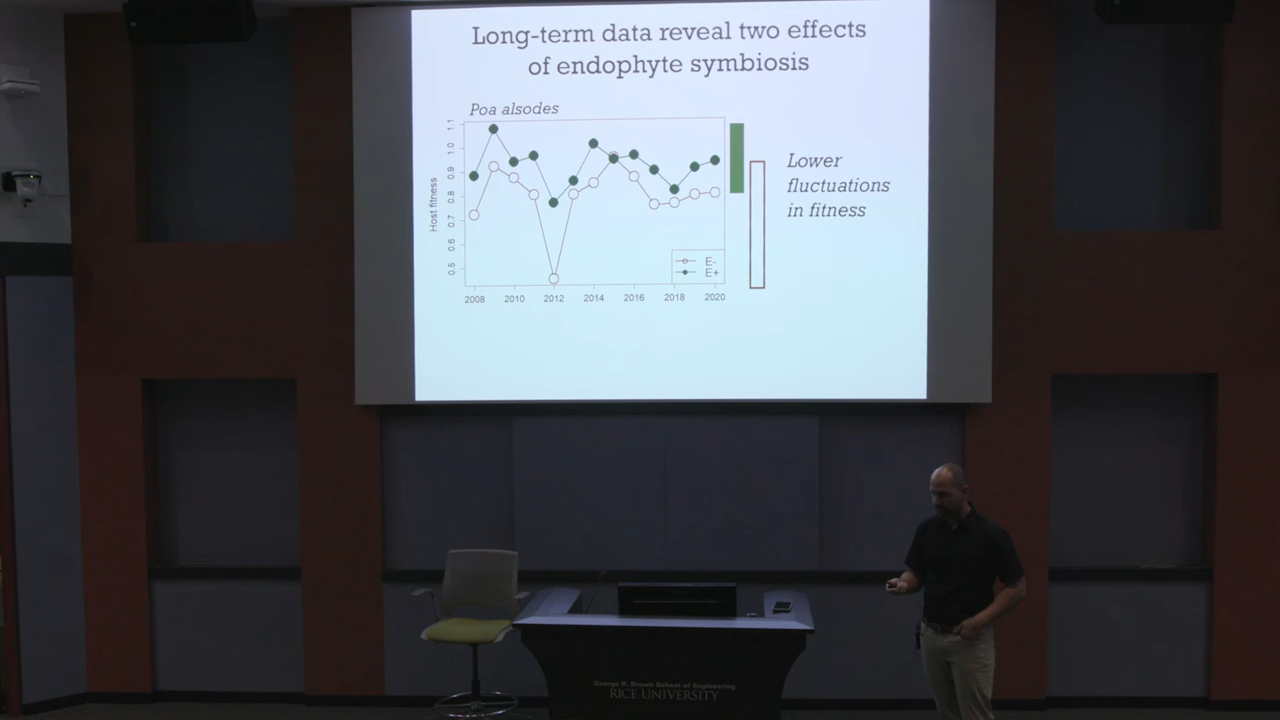 Long-term data reveal two effects
of endophyte symbiosis
Poa alsodes
Host fitness
1.1
1.0
0.9
0.8
0.7
0.6
0.5
E-
E+
2008 2010 2012 2014 2016 2018 2020
Lower
fluctuations
in fitness
George R. Brown School of Engineering
RICE UNIVERSITY